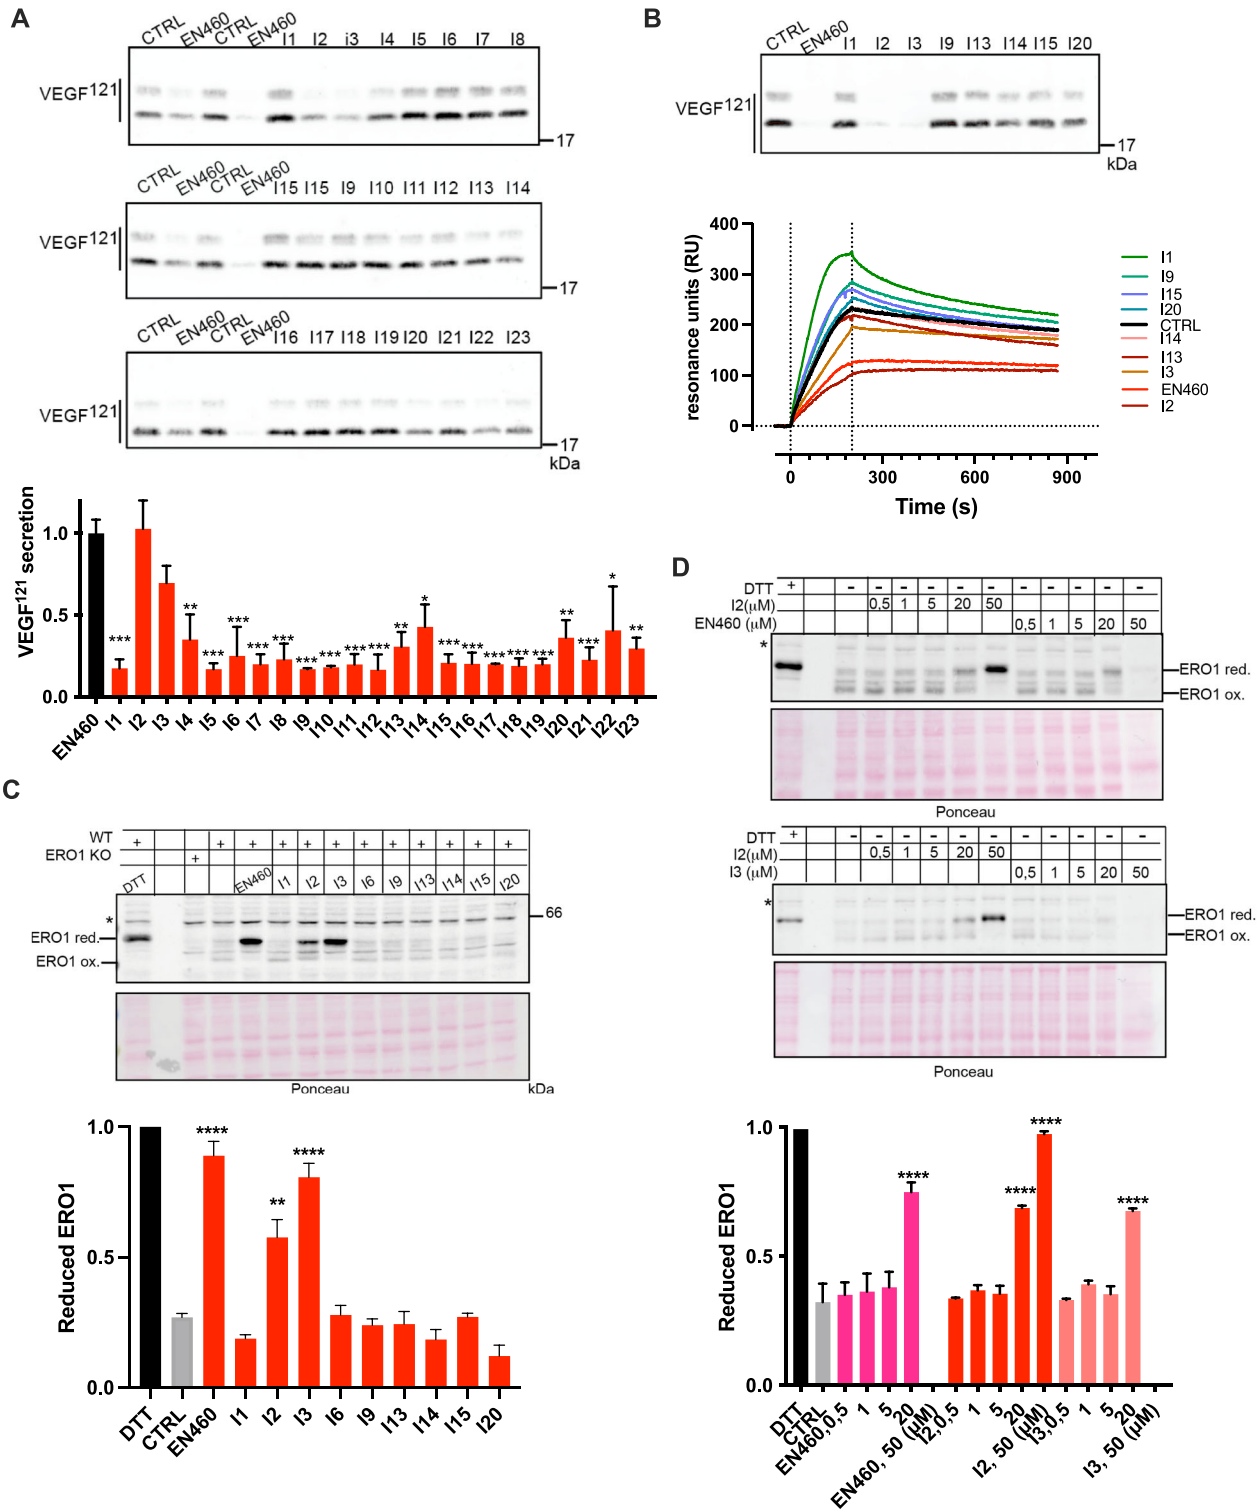 A
CTRL EN460 CTRL EN460 I1 I2 i3 I4 I5 I6 I7 I8
VEGF121
17
CTRL EN460 CTRL EN460 I15 I15 I9 I10 I11 I12 I13 I14
VEGF121
17
CTRL EN460 CTRL EN460 I16 I17 I18 I19 I20 I21 I22 I23
VEGF121
17
kDa
VEGF121 secretion
1.0
0.5
0.0
*** ** *** *** *** *** *** *** *** *** ** * *** *** *** *** *** ** *** * **
EN460 I1 I2 I3 I4 I5 I6 I7 I8 I9 I10 I11 I12 I13 I14 I15 I16 I17 I18 I19 I20 I21 I22 I23
B
CTRL EN460 I1 I2 I3 I9 I13 I14 I15 I20
VEGF121
17
kDa
resonance units (RU)
400
300
200
100
0
0 300 600 900
Time (s)
I1
I9
I15
I20
CTRL
I14
I13
I3
EN460
I2
C
WT + + + + + + + + + + +
ERO1 KO +
DTT EN460 I1 I2 I3 I6 I9 I13 I14 I15 I20
*
66
ERO1 red.
ERO1 ox.
Ponceau
kDa
Reduced ERO1
1.0
0.5
0.0
**** ** ****
DTT CTRL EN460 I1 I2 I3 I6 I9 I13 I14 I15 I20
D
DTT + - - - - - - - - - - -
I2(µM) 0,5 1 5 20 50
EN460 (µM) 0,5 1 5 20 50
*
ERO1 red.
ERO1 ox.
Ponceau
DTT + - - - - - - - - - - -
I2(µM) 0,5 1 5 20 50
I3 (µM) 0,5 1 5 20 50
*
ERO1 red.
ERO1 ox.
Ponceau
Reduced ERO1
1.0
0.5
0.0
**** **** **** ****
DTT CTRL EN460,0,5 1 5 20 EN460, 50 (µM) I2,0,5 1 5 20 I2, 50 (µM) I3,0,5 1 5 20 I3, 50 (µM)